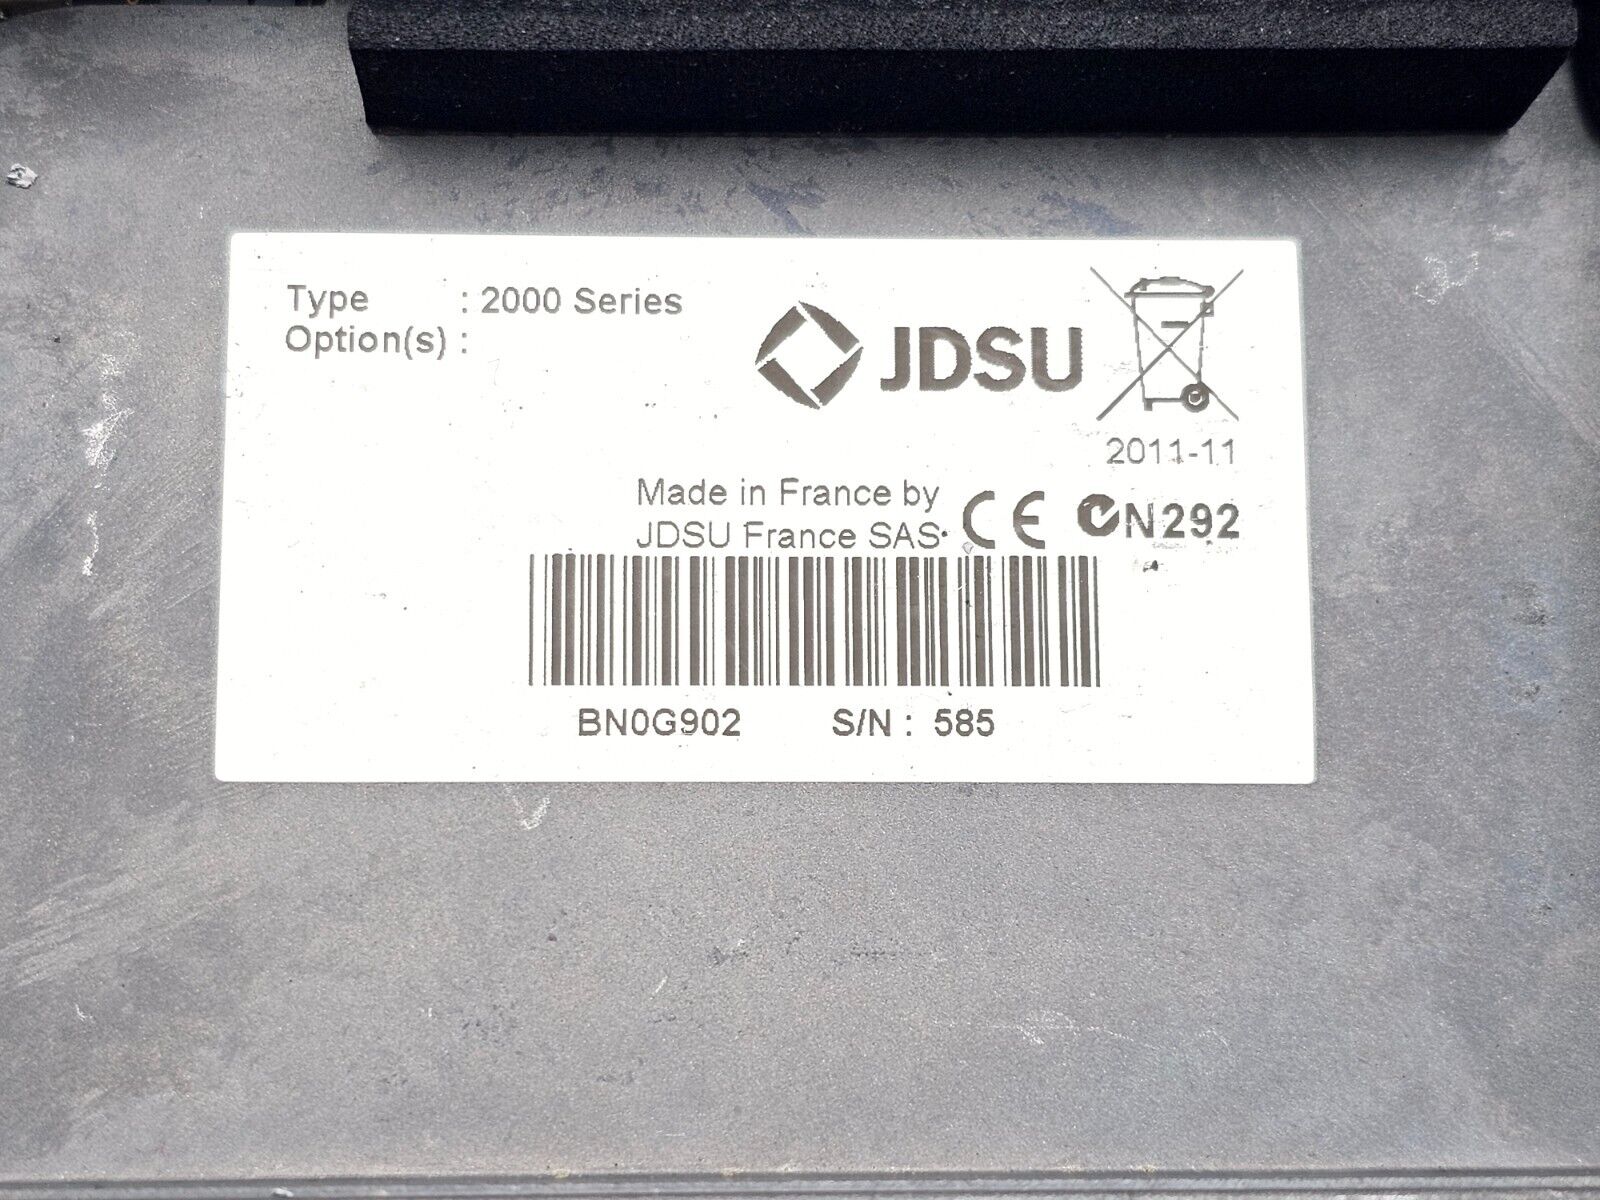 Type : 2000 Series
Option(s) :
JDSU
2011-11
Made in France by
JDSU France SAS
CE N292
BN0G902 S/N : 585